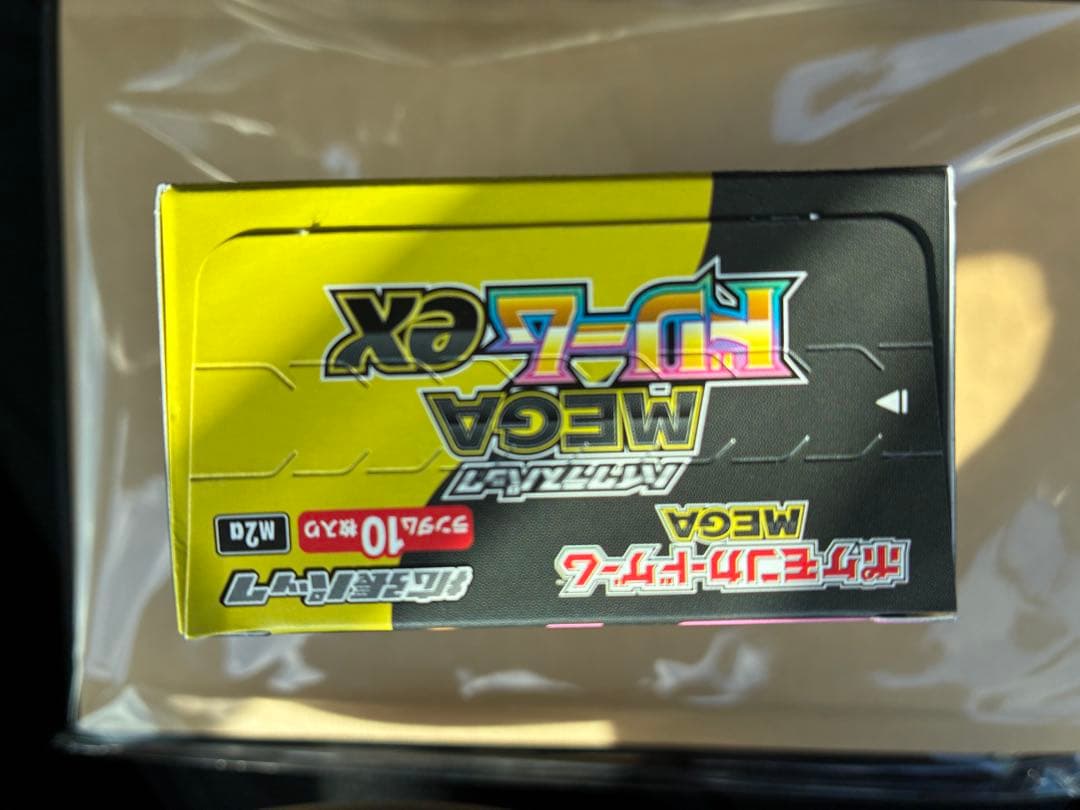 ポケモンカードゲーム
MEGA
拡張パック
ランダム10枚入り
M2a
ハイクラスパック
MEGA
ドリームex